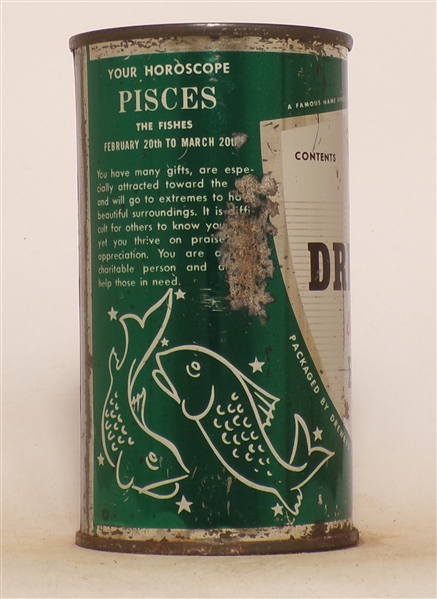 YOUR HOROSCOPE
PISCES
THE FISHES
FEBRUARY 20th TO MARCH 20th
You have many gifts, are espe-
cially attracted toward the
and will go to extremes to
beautiful surroundings. It is
cult for others to know you
yet you thrive on praise
appreciation. You are a
charitable person and
help those in need.
A FAMOUS NAME
CONTENTS
DR
PACKAGED BY